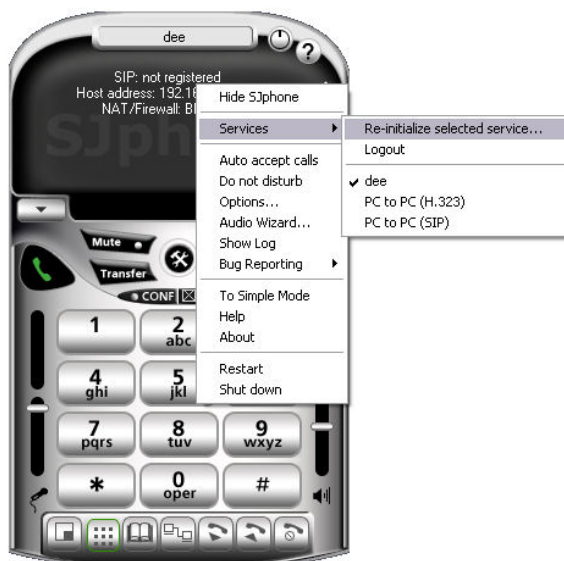 dee
?
SIP: not registered
Host address: 192.16
NAT/Firewall:
SJph
Hide SJphone
Services
Re-initialize selected service...
Logout
Auto accept calls
Do not disturb
dee
Options...
PC to PC (H.323)
Audio Wizard...
PC to PC (SIP)
Show Log
Bug Reporting
Mute
Transfer
CONF
To Simple Mode
Help
About
Restart
Shut down
1
2
abc
4
ghi
5
jkl
7
pqrs
8
tuv
9
wxyz
*
0
oper
#